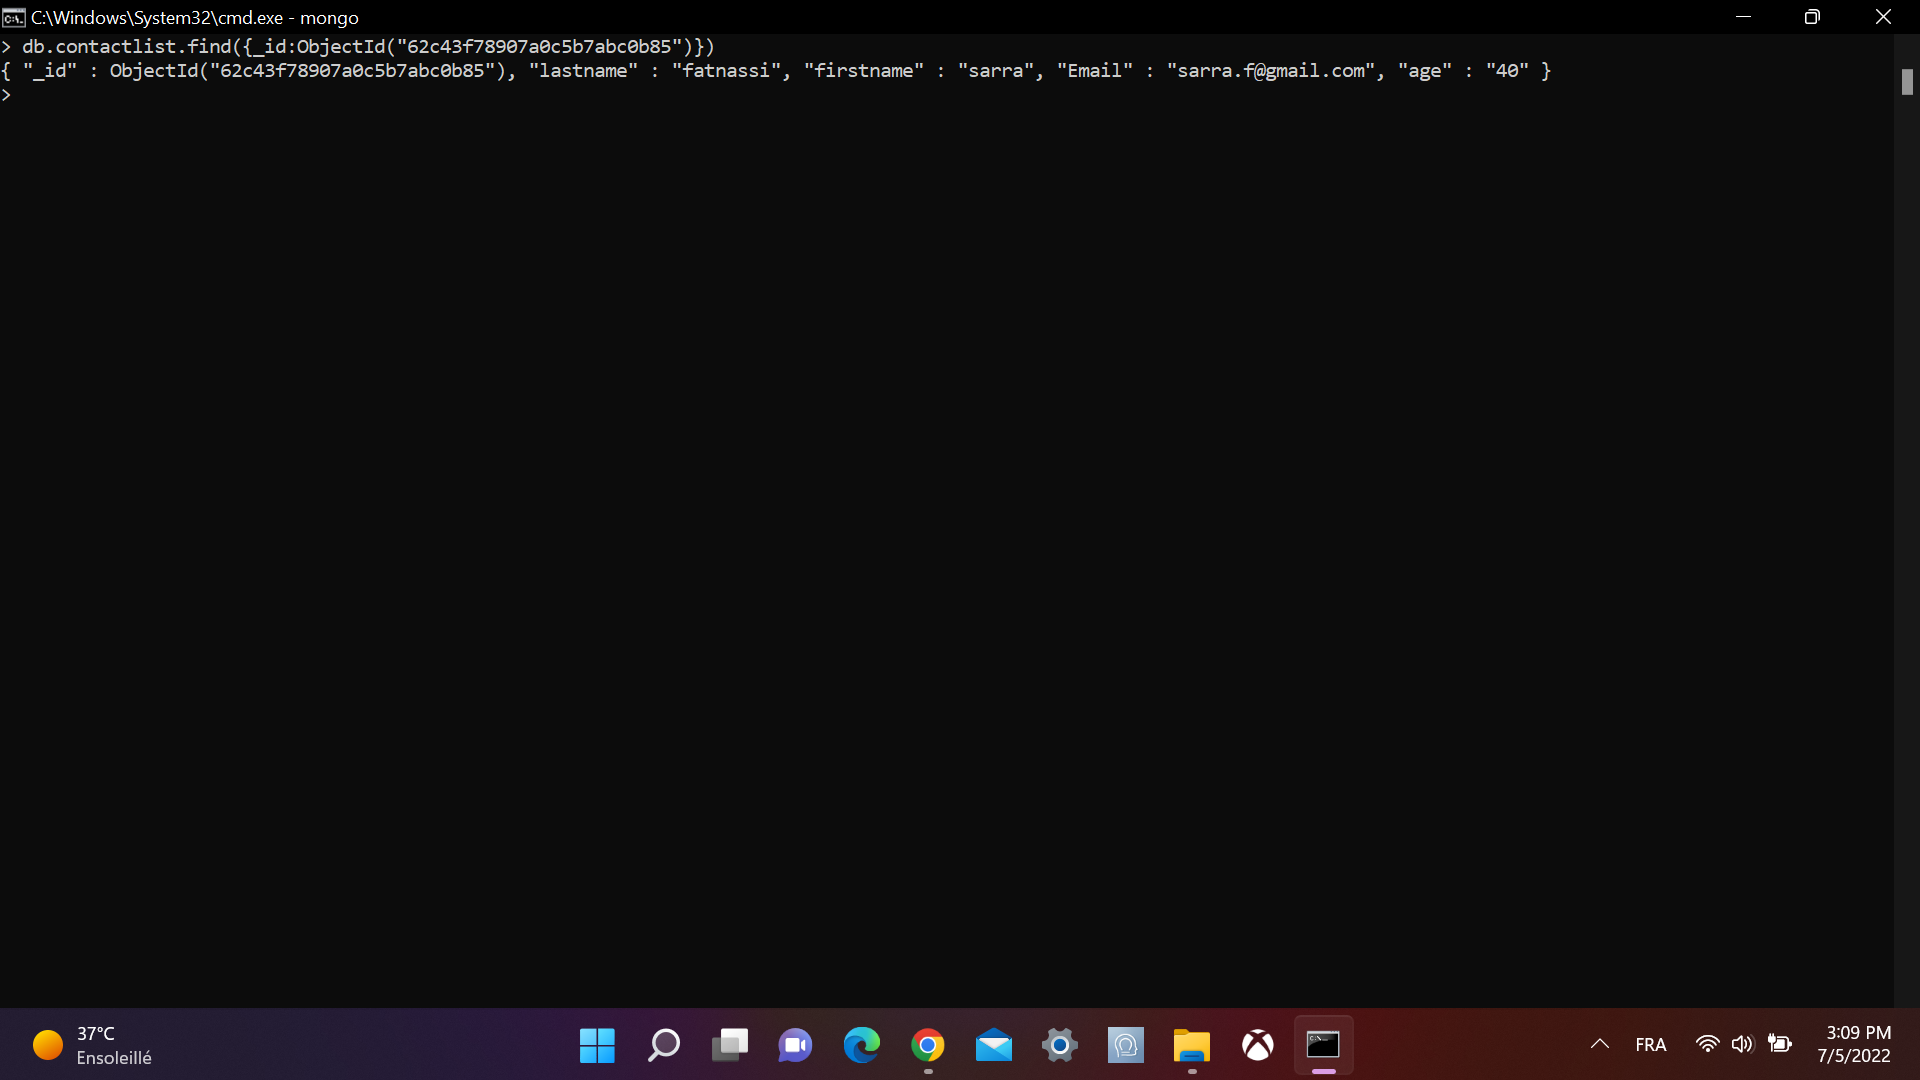 C:\Windows\System32\cmd.exe - mongo
> db.contactlist.find({_id:ObjectId("62c43f78907a0c5b7abc0b85")})
{ "_id" : ObjectId("62c43f78907a0c5b7abc0b85"), "lastname" : "fatnassi", "firstname" : "sarra", "Email" : "sarra.f@gmail.com", "age" : "40" }
>
37°C
Ensoleillé
FRA
3:09 PM
7/5/2022